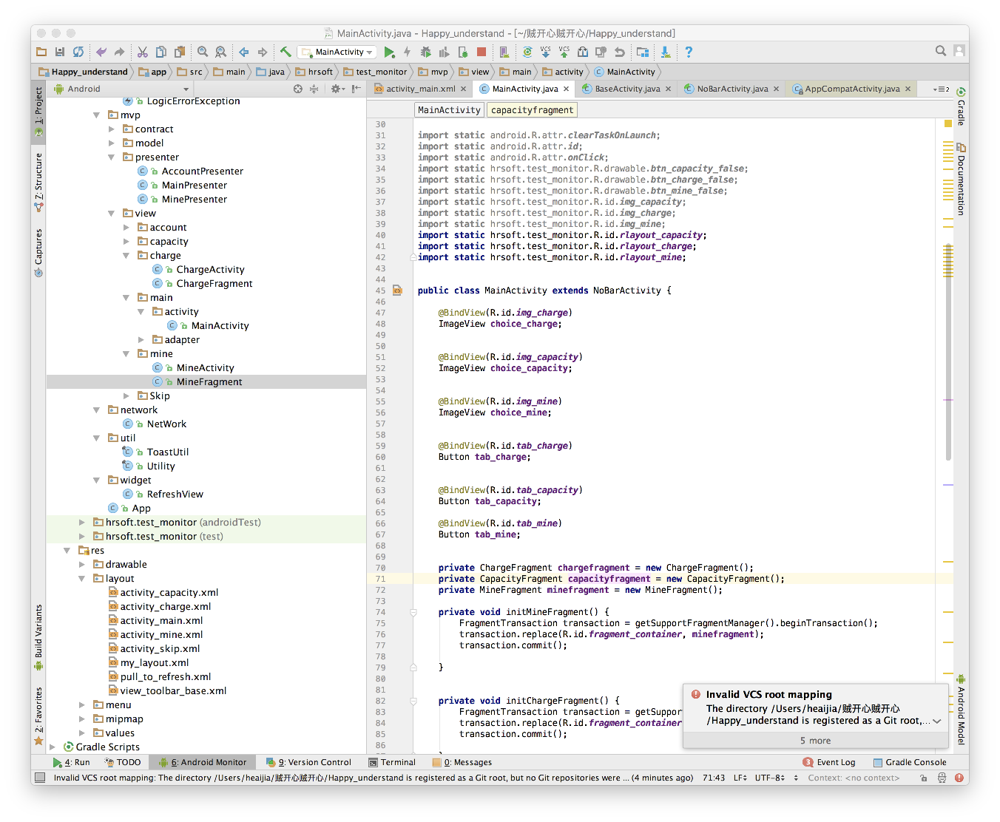 MainActivity.java - Happy_understand - [~/贼开心贼开心/Happy_understand]
MainActivity
VCS VCS
Happy_understand app src main java hrsoft test_monitor mvp view main activity MainActivity
Android
activity_main.xml MainActivity.java BaseActivity.java NoBarActivity.java AppCompatActivity.java 2
1: Project
Z: Structure
Captures
Build Variants
2: Favorites
LogicErrorException
mvp
contract
model
presenter
AccountPresenter
MainPresenter
MinePresenter
view
account
capacity
charge
ChargeActivity
ChargeFragment
main
activity
MainActivity
adapter
mine
MineActivity
MineFragment
Skip
network
NetWork
util
ToastUtil
Utility
widget
RefreshView
App
hrsoft.test_monitor (androidTest)
hrsoft.test_monitor (test)
res
drawable
layout
activity_capacity.xml
activity_charge.xml
activity_main.xml
activity_mine.xml
activity_skip.xml
my_layout.xml
pull_to_refresh.xml
view_toolbar_base.xml
menu
mipmap
values
Gradle Scripts
MainActivity capacityfragment
30
31 import static android.R.attr.clearTaskOnLaunch;
32 import static android.R.attr.id;
33 import static android.R.attr.onClick;
34 import static hrsoft.test_monitor.R.drawable.btn_capacity_false;
35 import static hrsoft.test_monitor.R.drawable.btn_charge_false;
36 import static hrsoft.test_monitor.R.drawable.btn_mine_false;
37 import static hrsoft.test_monitor.R.id.img_capacity;
38 import static hrsoft.test_monitor.R.id.img_charge;
39 import static hrsoft.test_monitor.R.id.img_mine;
40 import static hrsoft.test_monitor.R.id.rlayout_capacity;
41 import static hrsoft.test_monitor.R.id.rlayout_charge;
42 import static hrsoft.test_monitor.R.id.rlayout_mine;
43
44
45 public class MainActivity extends NoBarActivity {
46
47 @BindView(R.id.img_charge)
48 ImageView choice_charge;
49
50
51 @BindView(R.id.img_capacity)
52 ImageView choice_capacity;
53
54
55 @BindView(R.id.img_mine)
56 ImageView choice_mine;
57
58
59 @BindView(R.id.tab_charge)
60 Button tab_charge;
61
62
63 @BindView(R.id.tab_capacity)
64 Button tab_capacity;
65
66 @BindView(R.id.tab_mine)
67 Button tab_mine;
68
69
70 private ChargeFragment chargefragment = new ChargeFragment();
71 private CapacityFragment capacityfragment = new CapacityFragment();
72 private MineFragment minefragment = new MineFragment();
73
74 private void initMineFragment() {
75 FragmentTransaction transaction = getSupportFragmentManager().beginTransaction();
76 transaction.replace(R.id.fragment_container, minefragment);
77 transaction.commit();
78
79 }
80
81
82 private void initChargeFragment() {
83 FragmentTransaction transaction = getSuppor
84 transaction.replace(R.id.fragment_container
85 transaction.commit();
86
Gradle
Documentation
Android Model
Invalid VCS root mapping
The directory /Users/heaijia/贼开心贼开心
/Happy_understand is registered as a Git root,...
5 more
4: Run TODO 6: Android Monitor 9: Version Control Terminal 0: Messages 3 Event Log Gradle Console
Invalid VCS root mapping: The directory /Users/heaijia/贼开心贼开心/Happy_understand is registered as a Git root, but no Git repositories were ... (4 minutes ago) 71:43 LF UTF-8 Context: <no context>